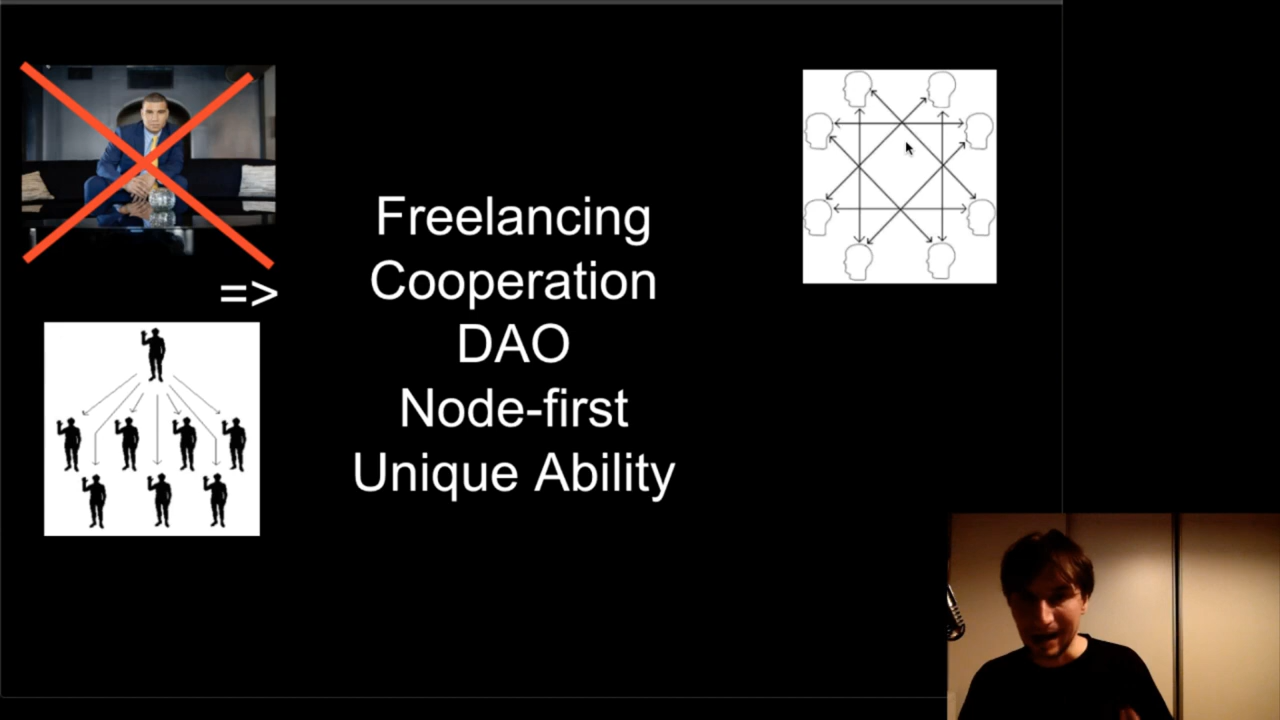 =>
Freelancing
Cooperation
DAO
Node-first
Unique Ability